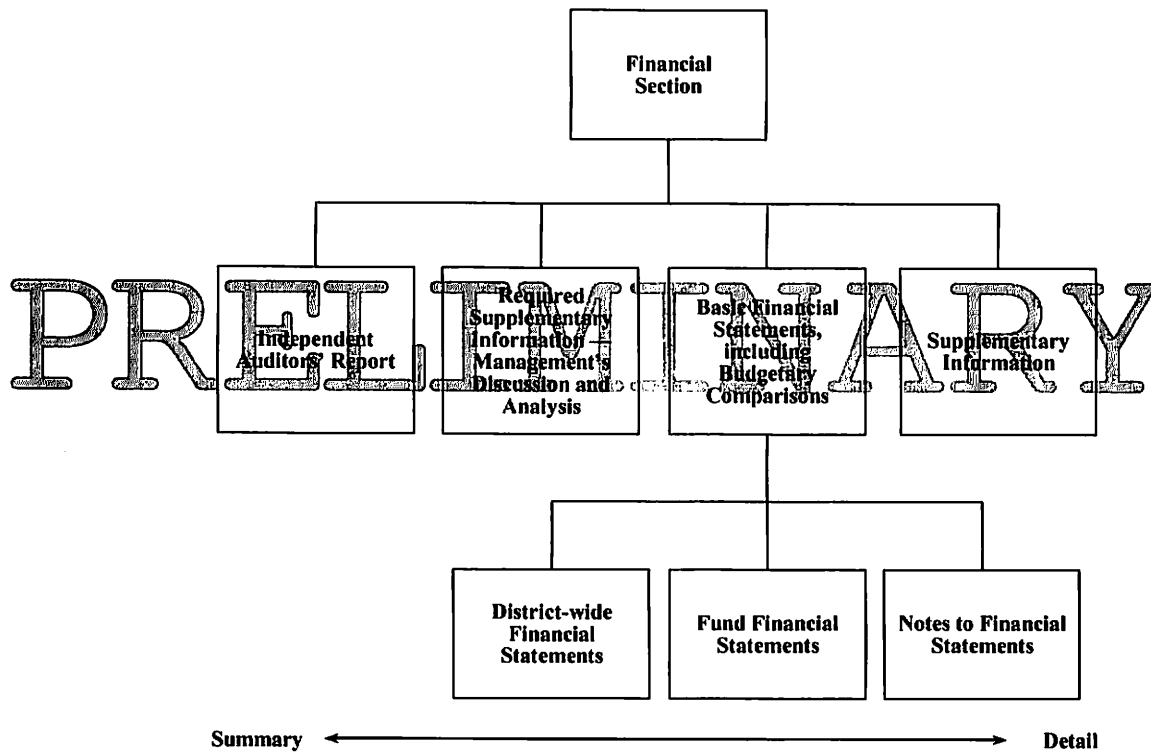 Financial
Section
PRELIMINARY
Independent
Auditors' Report
Required
Supplementary
Information –
Management's
Discussion and
Analysis
Basic Financial
Statements,
including
Budgetary
Comparisons
Supplementary
Information
District-wide
Financial
Statements
Fund Financial
Statements
Notes to Financial
Statements
Summary
Detail